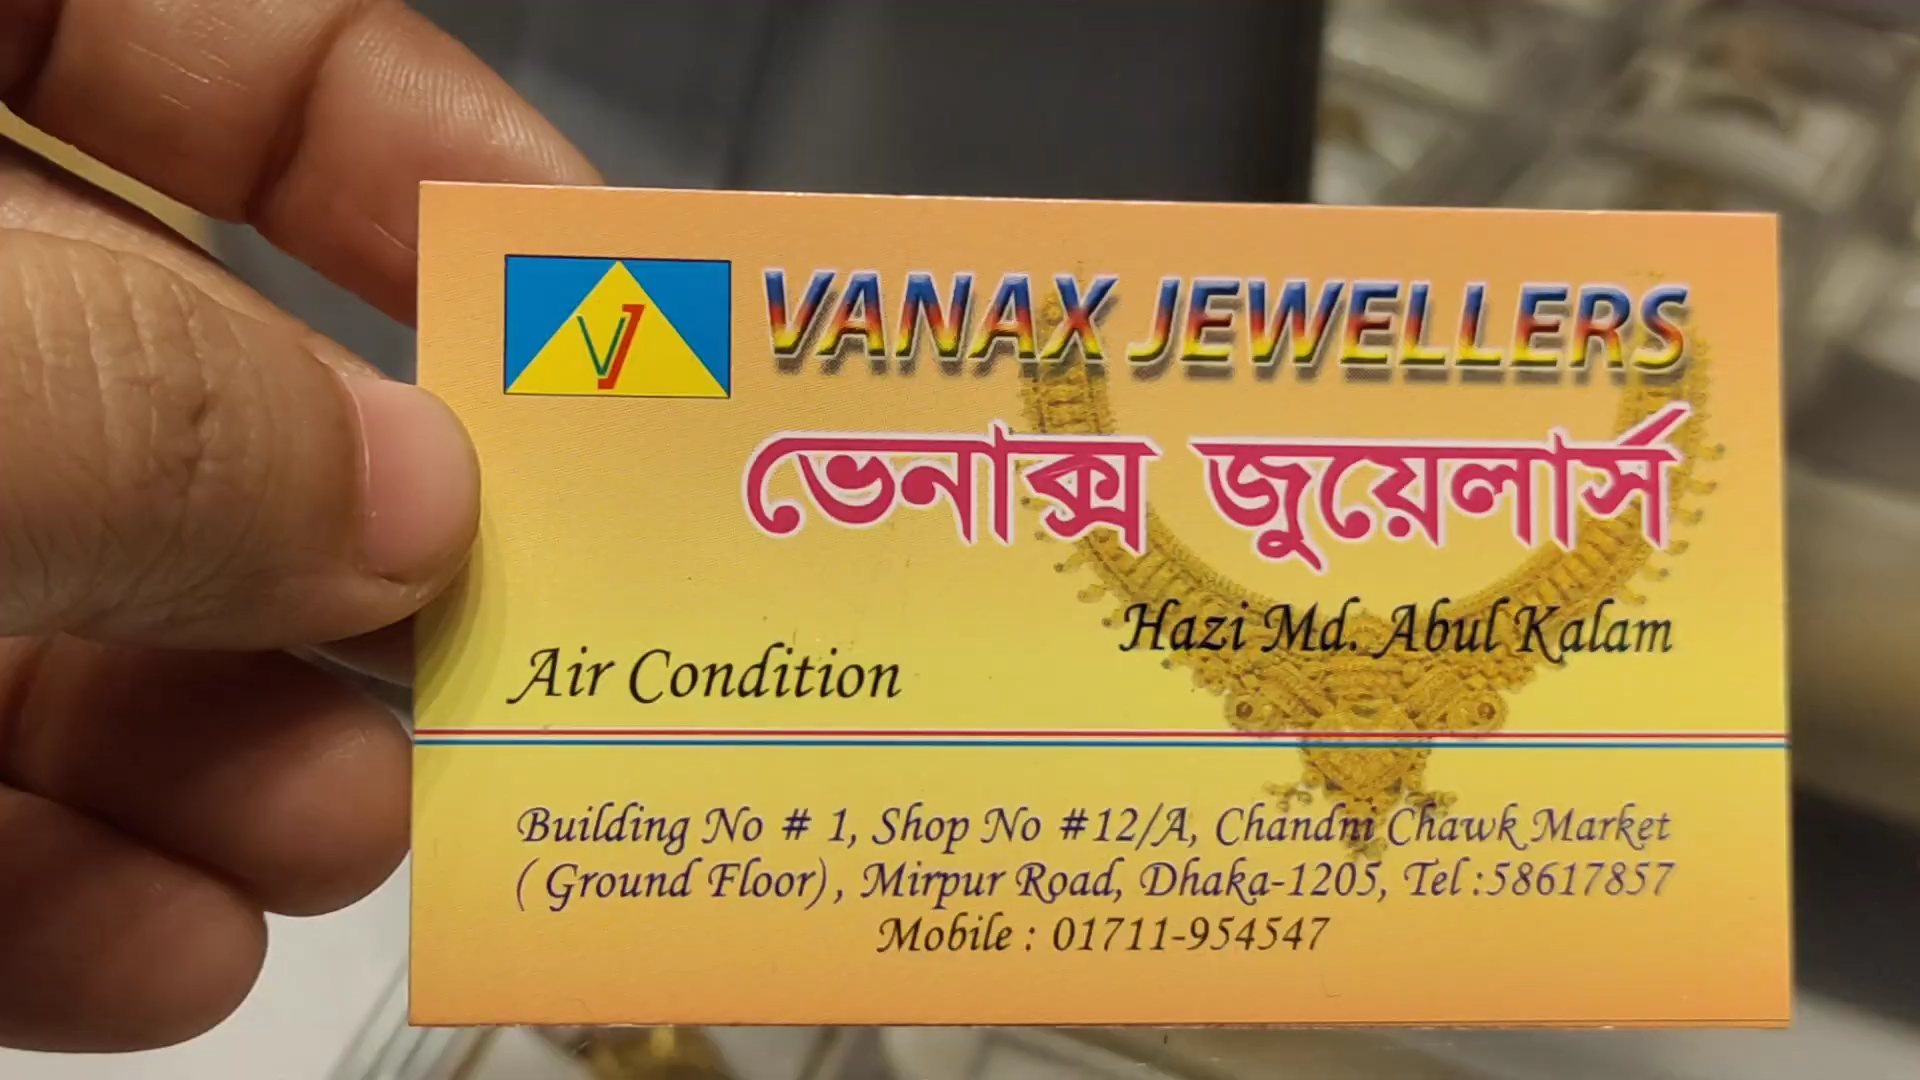 VJ
VANAX JEWELLERS
ভেনাক্স জুয়েলার্স
Hazi Md. Abul Kalam
Air Condition
Building No # 1, Shop No #12/A, Chandni Chawk Market
( Ground Floor), Mirpur Road, Dhaka-1205, Tel :58617857
Mobile : 01711-954547